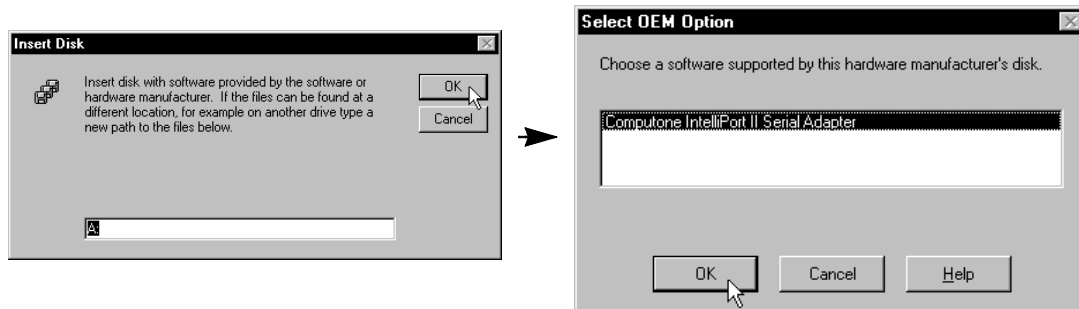 Insert Disk
Insert disk with software provided by the software or
hardware manufacturer. If the files can be found at a
different location, for example on another drive type a
new path to the files below.
OK
Cancel
A:
Select OEM Option
Choose a software supported by this hardware manufacturer's disk.
Computone IntelliPort II Serial Adapter
OK
Cancel
Help